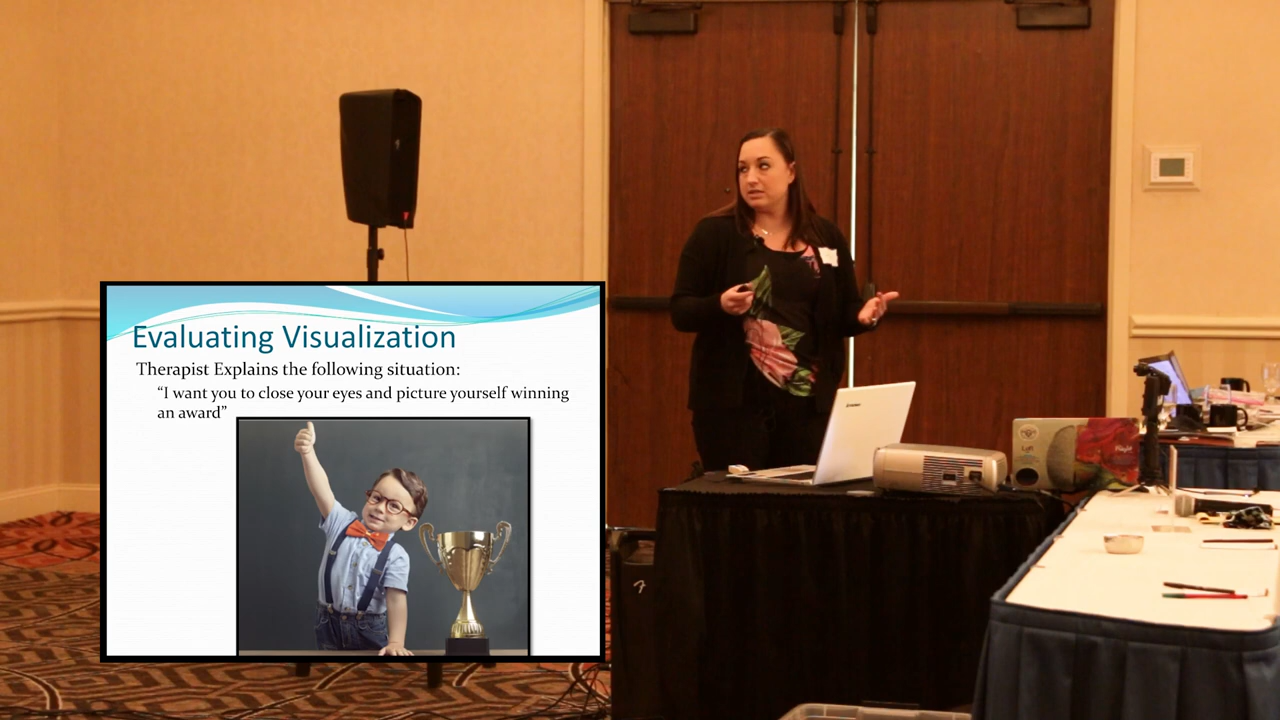 Evaluating Visualization
Therapist Explains the following situation:
“I want you to close your eyes and picture yourself winning
an award”